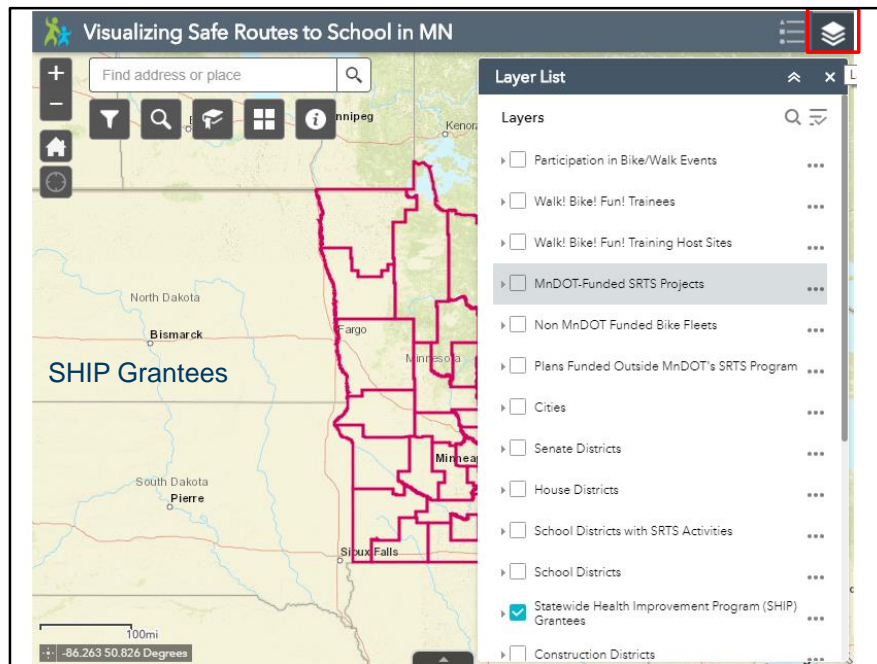 Visualizing Safe Routes to School in MN
Find address or place
Layer List
Layers
Participation in Bike/Walk Events
Walk! Bike! Fun! Trainees
Walk! Bike! Fun! Training Host Sites
MnDOT-Funded SRTS Projects
Non MnDOT Funded Bike Fleets
Plans Funded Outside MnDOT's SRTS Program
Cities
Senate Districts
House Districts
School Districts with SRTS Activities
School Districts
Statewide Health Improvement Program (SHIP)
Grantees
Construction Districts
nnipeg
Kenora
North Dakota
Bismarck
Fargo
Minnesota
SHIP Grantees
Minneap
South Dakota
Pierre
Sioux Falls
100mi
-86.263 50.826 Degrees